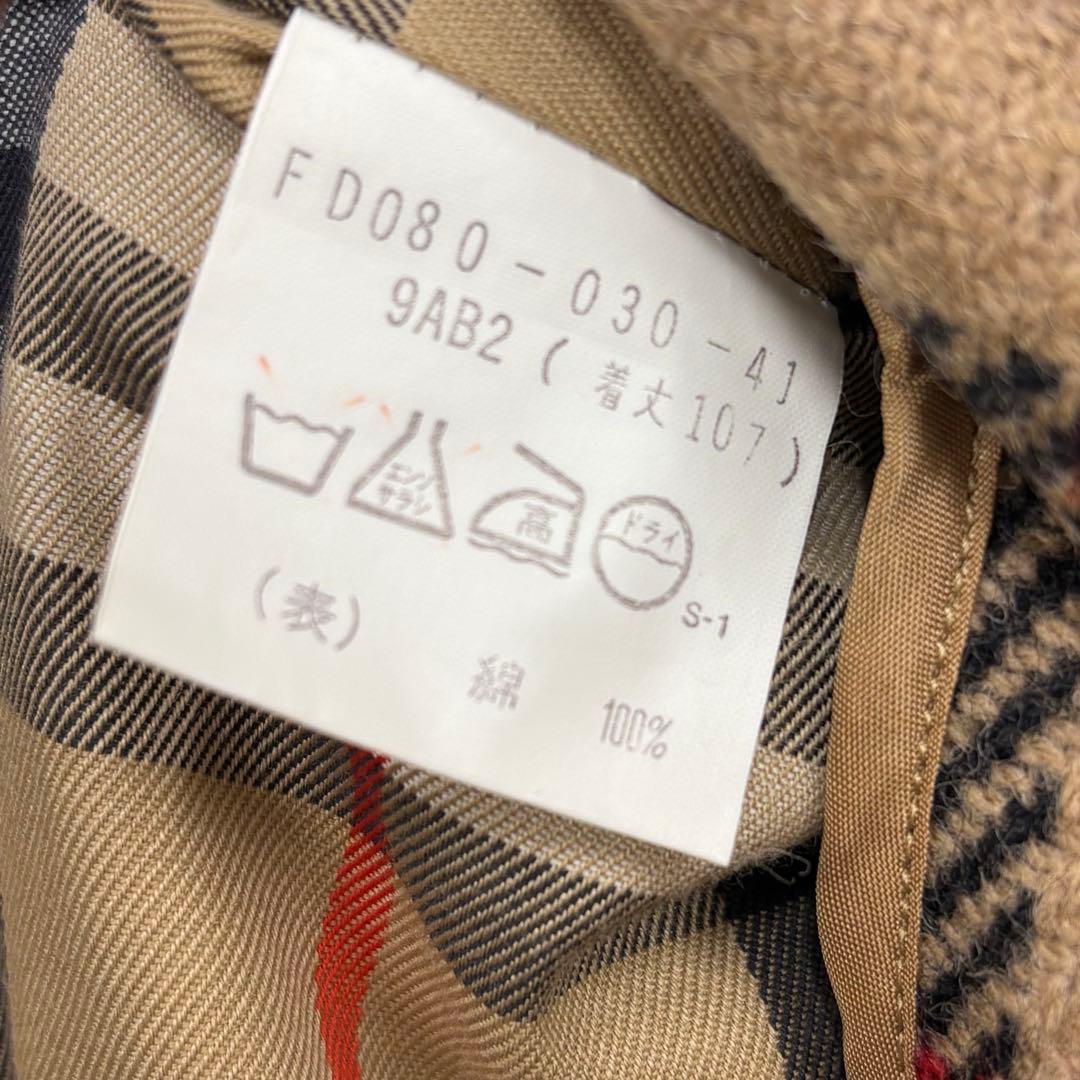 FD080-030-41
9AB2(着丈107)
エンソ
サラシ
高
ドライ
S-1
(表)
綿 100%